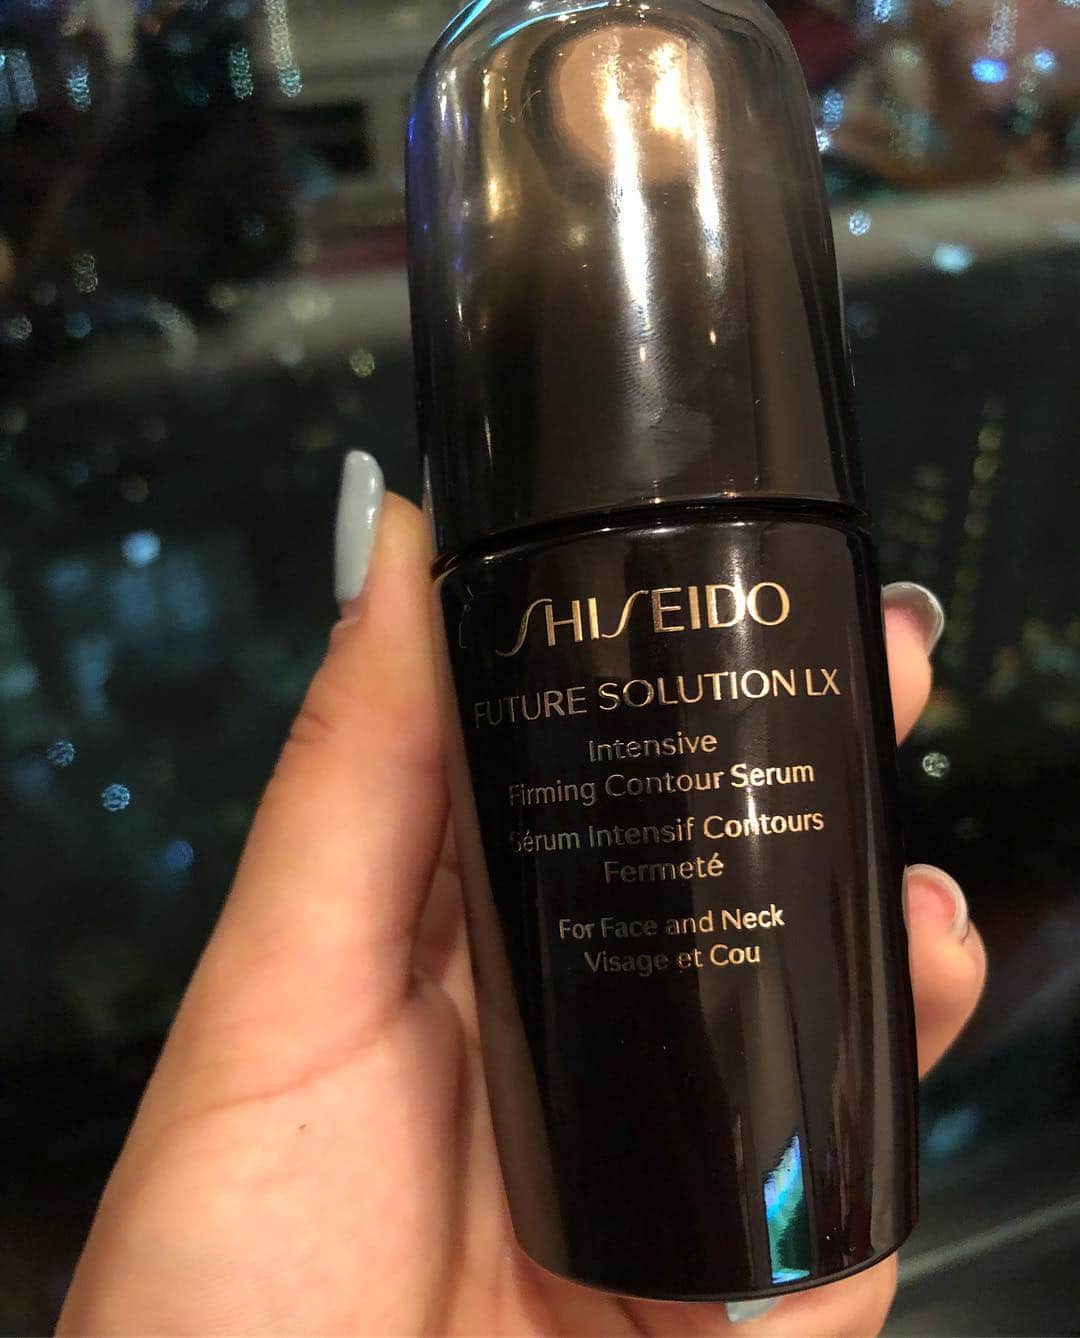 SHISEIDO
FUTURE SOLUTION LX
Intensive
Firming Contour Serum
Sérum Intensif Contours
Fermeté
For Face and Neck
Visage et Cou